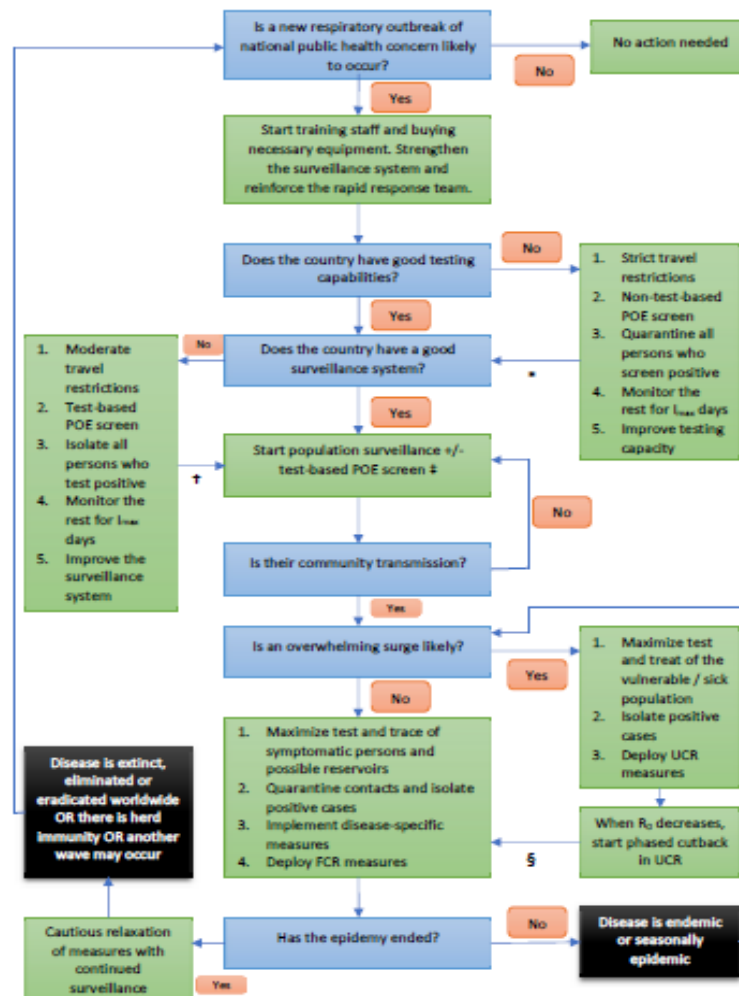 Is a new respiratory outbreak of
national public health concern likely
to occur?
No
No action needed
Yes
Start training staff and buying
necessary equipment. Strengthen
the surveillance system and
reinforce the rapid response team.
Does the country have good testing
capabilities?
No
1. Strict travel
restrictions
2. Non-test-based
POE screen
3. Quarantine all
persons who
screen positive
4. Monitor the
rest for Imax days
5. Improve testing
capacity
Yes
*
Does the country have a good
surveillance system?
No
1. Moderate
travel
restrictions
2. Test-based
POE screen
3. Isolate all
persons who
test positive
4. Monitor the
rest for Imax
days
5. Improve the
surveillance
system
†
Yes
Start population surveillance +/-
test-based POE screen ‡
No
Is their community transmission?
Yes
Is an overwhelming surge likely?
Yes
1. Maximize test
and treat of the
vulnerable / sick
population
2. Isolate positive
cases
3. Deploy UCR
measures
When R0 decreases,
start phased cutback
in UCR
§
No
1. Maximize test and trace of
symptomatic persons and
possible reservoirs
2. Quarantine contacts and isolate
positive cases
3. Implement disease-specific
measures
4. Deploy FCR measures
Has the epidemy ended?
No
Disease is endemic
or seasonally
epidemic
Yes
Cautious relaxation
of measures with
continued
surveillance
Disease is extinct,
eliminated or
eradicated worldwide
OR there is herd
immunity OR another
wave may occur